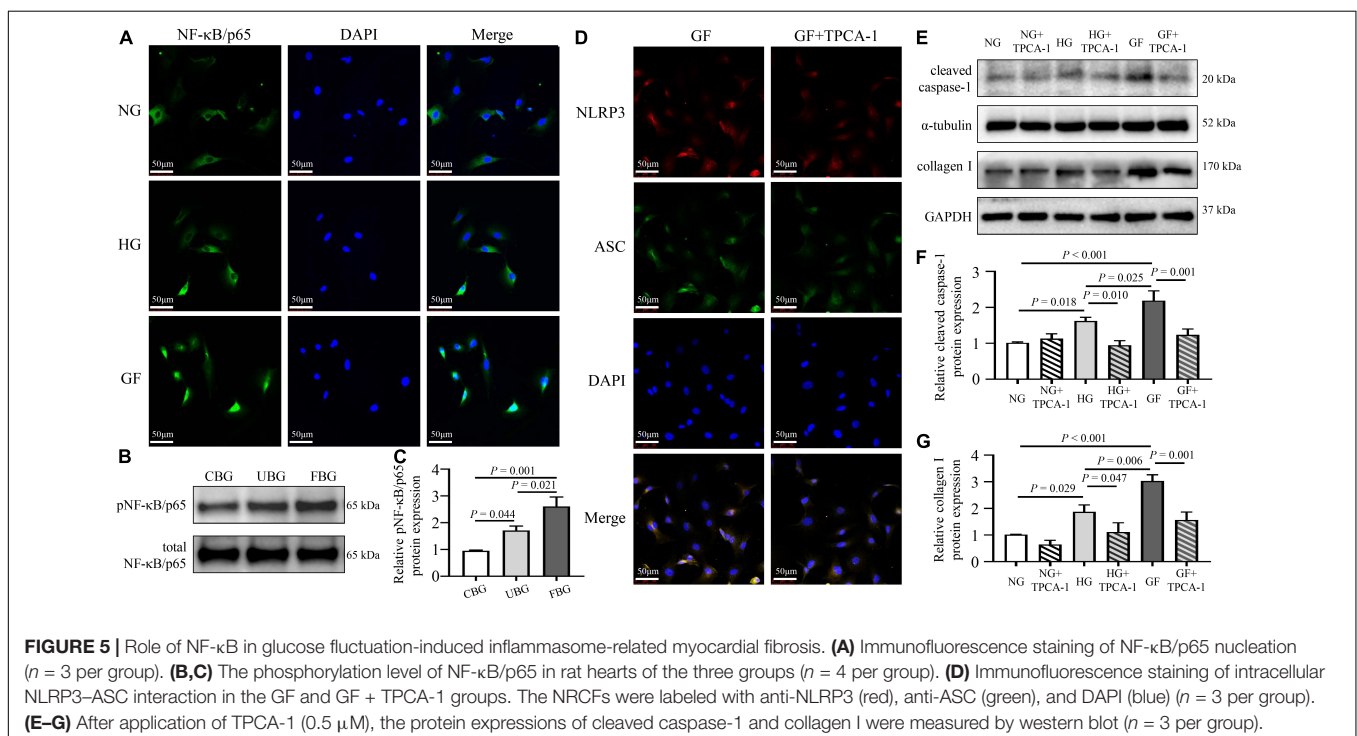 A
NF-κB/p65
DAPI
Merge
NG
50μm
50μm
50μm
HG
50μm
50μm
50μm
GF
50μm
50μm
50μm
B
CBG
UBG
FBG
pNF-κB/p65
65 kDa
total
NF-κB/p65
65 kDa
C
Relative pNF-κB/p65
protein expression
4
3
2
1
0
P = 0.001
P = 0.021
P = 0.044
CBG
UBG
FBG
D
GF
GF+TPCA-1
NLRP3
50μm
50μm
ASC
50μm
50μm
DAPI
50μm
50μm
Merge
50μm
50μm
E
NG
NG+
TPCA-1
HG
HG+
TPCA-1
GF
GF+
TPCA-1
cleaved
caspase-1
20 kDa
α-tubulin
52 kDa
collagen I
170 kDa
GAPDH
37 kDa
F
Relative cleaved caspase-1
protein expression
3
2
1
0
P < 0.001
P = 0.025
P = 0.001
P = 0.018
P = 0.010
NG
NG+
TPCA-1
HG
HG+
TPCA-1
GF
GF+
TPCA-1
G
Relative collagen I
protein expression
4
3
2
1
0
P < 0.001
P = 0.006
P = 0.001
P = 0.029
P = 0.047
NG
NG+
TPCA-1
HG
HG+
TPCA-1
GF
GF+
TPCA-1
FIGURE 5 | Role of NF-κB in glucose fluctuation-induced inflammasome-related myocardial fibrosis. (A) Immunofluorescence staining of NF-κB/p65 nucleation
(n = 3 per group). (B,C) The phosphorylation level of NF-κB/p65 in rat hearts of the three groups (n = 4 per group). (D) Immunofluorescence staining of intracellular
NLRP3–ASC interaction in the GF and GF + TPCA-1 groups. The NRCFs were labeled with anti-NLRP3 (red), anti-ASC (green), and DAPI (blue) (n = 3 per group).
(E–G) After application of TPCA-1 (0.5 μM), the protein expressions of cleaved caspase-1 and collagen I were measured by western blot (n = 3 per group).